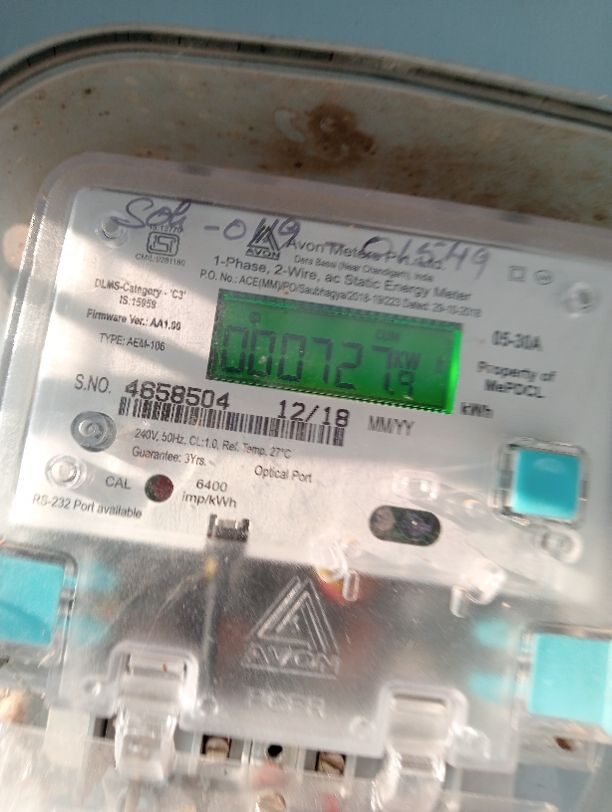 AVON
Avon Meters Pvt. Ltd.
Dera Bassi (Near Chandigarh), India
1-Phase, 2-Wire, ac Static Energy Meter
P.O. No.: ACE(MM)/PO/Saubhagya/2018-19/223 Dated: 29-10-2018
DLMS-Category - 'C3'
IS:15959
Firmware Ver.: AA1.00
TYPE: AEM-106
CUM
000727.9
KW
kWh
05-30A
Property of
MePDCL
S.NO. 4658504 12/18 MM/YY
240V, 50Hz, CL:1.0, Ref. Temp. 27°C
Guarantee: 3Yrs.
Optical Port
CAL 6400
imp/kWh
RS-232 Port available
AVON